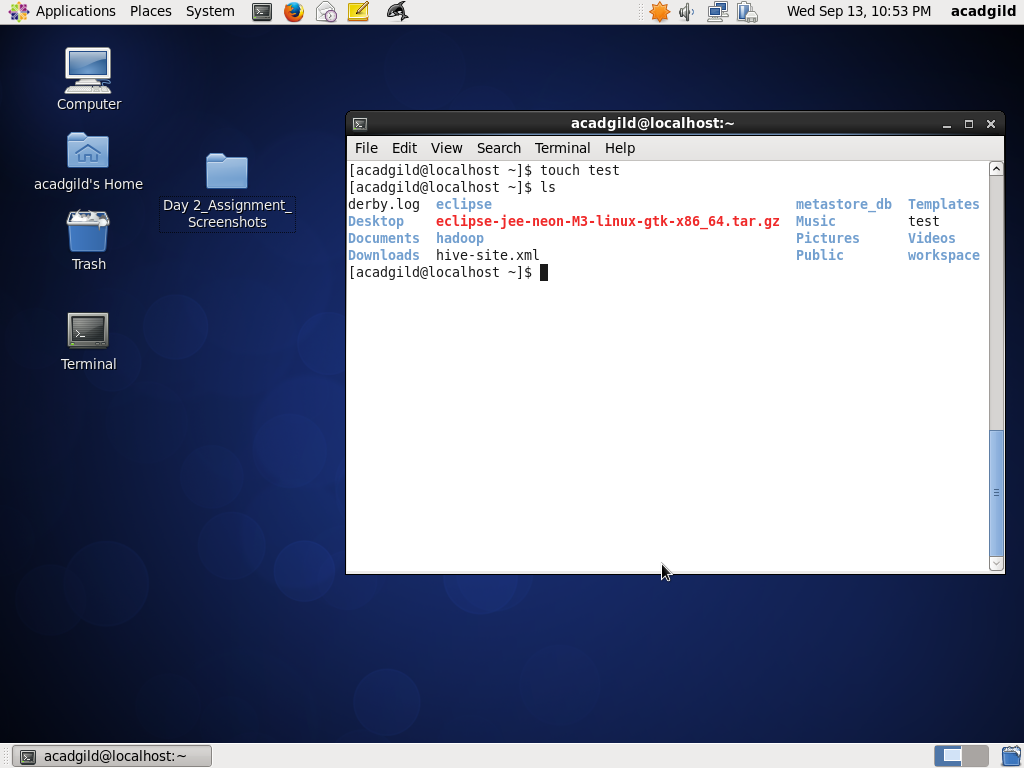 Applications Places System Wed Sep 13, 10:53 PM acadgild
Computer
acadgild's Home
Day 2_Assignment_
Screenshots
Trash
Terminal
acadgild@localhost:~
File Edit View Search Terminal Help
[acadgild@localhost ~]$ touch test
[acadgild@localhost ~]$ ls
derby.log eclipse metastore_db Templates
Desktop eclipse-jee-neon-M3-linux-gtk-x86_64.tar.gz Music test
Documents hadoop Pictures Videos
Downloads hive-site.xml Public workspace
[acadgild@localhost ~]$
acadgild@localhost:~